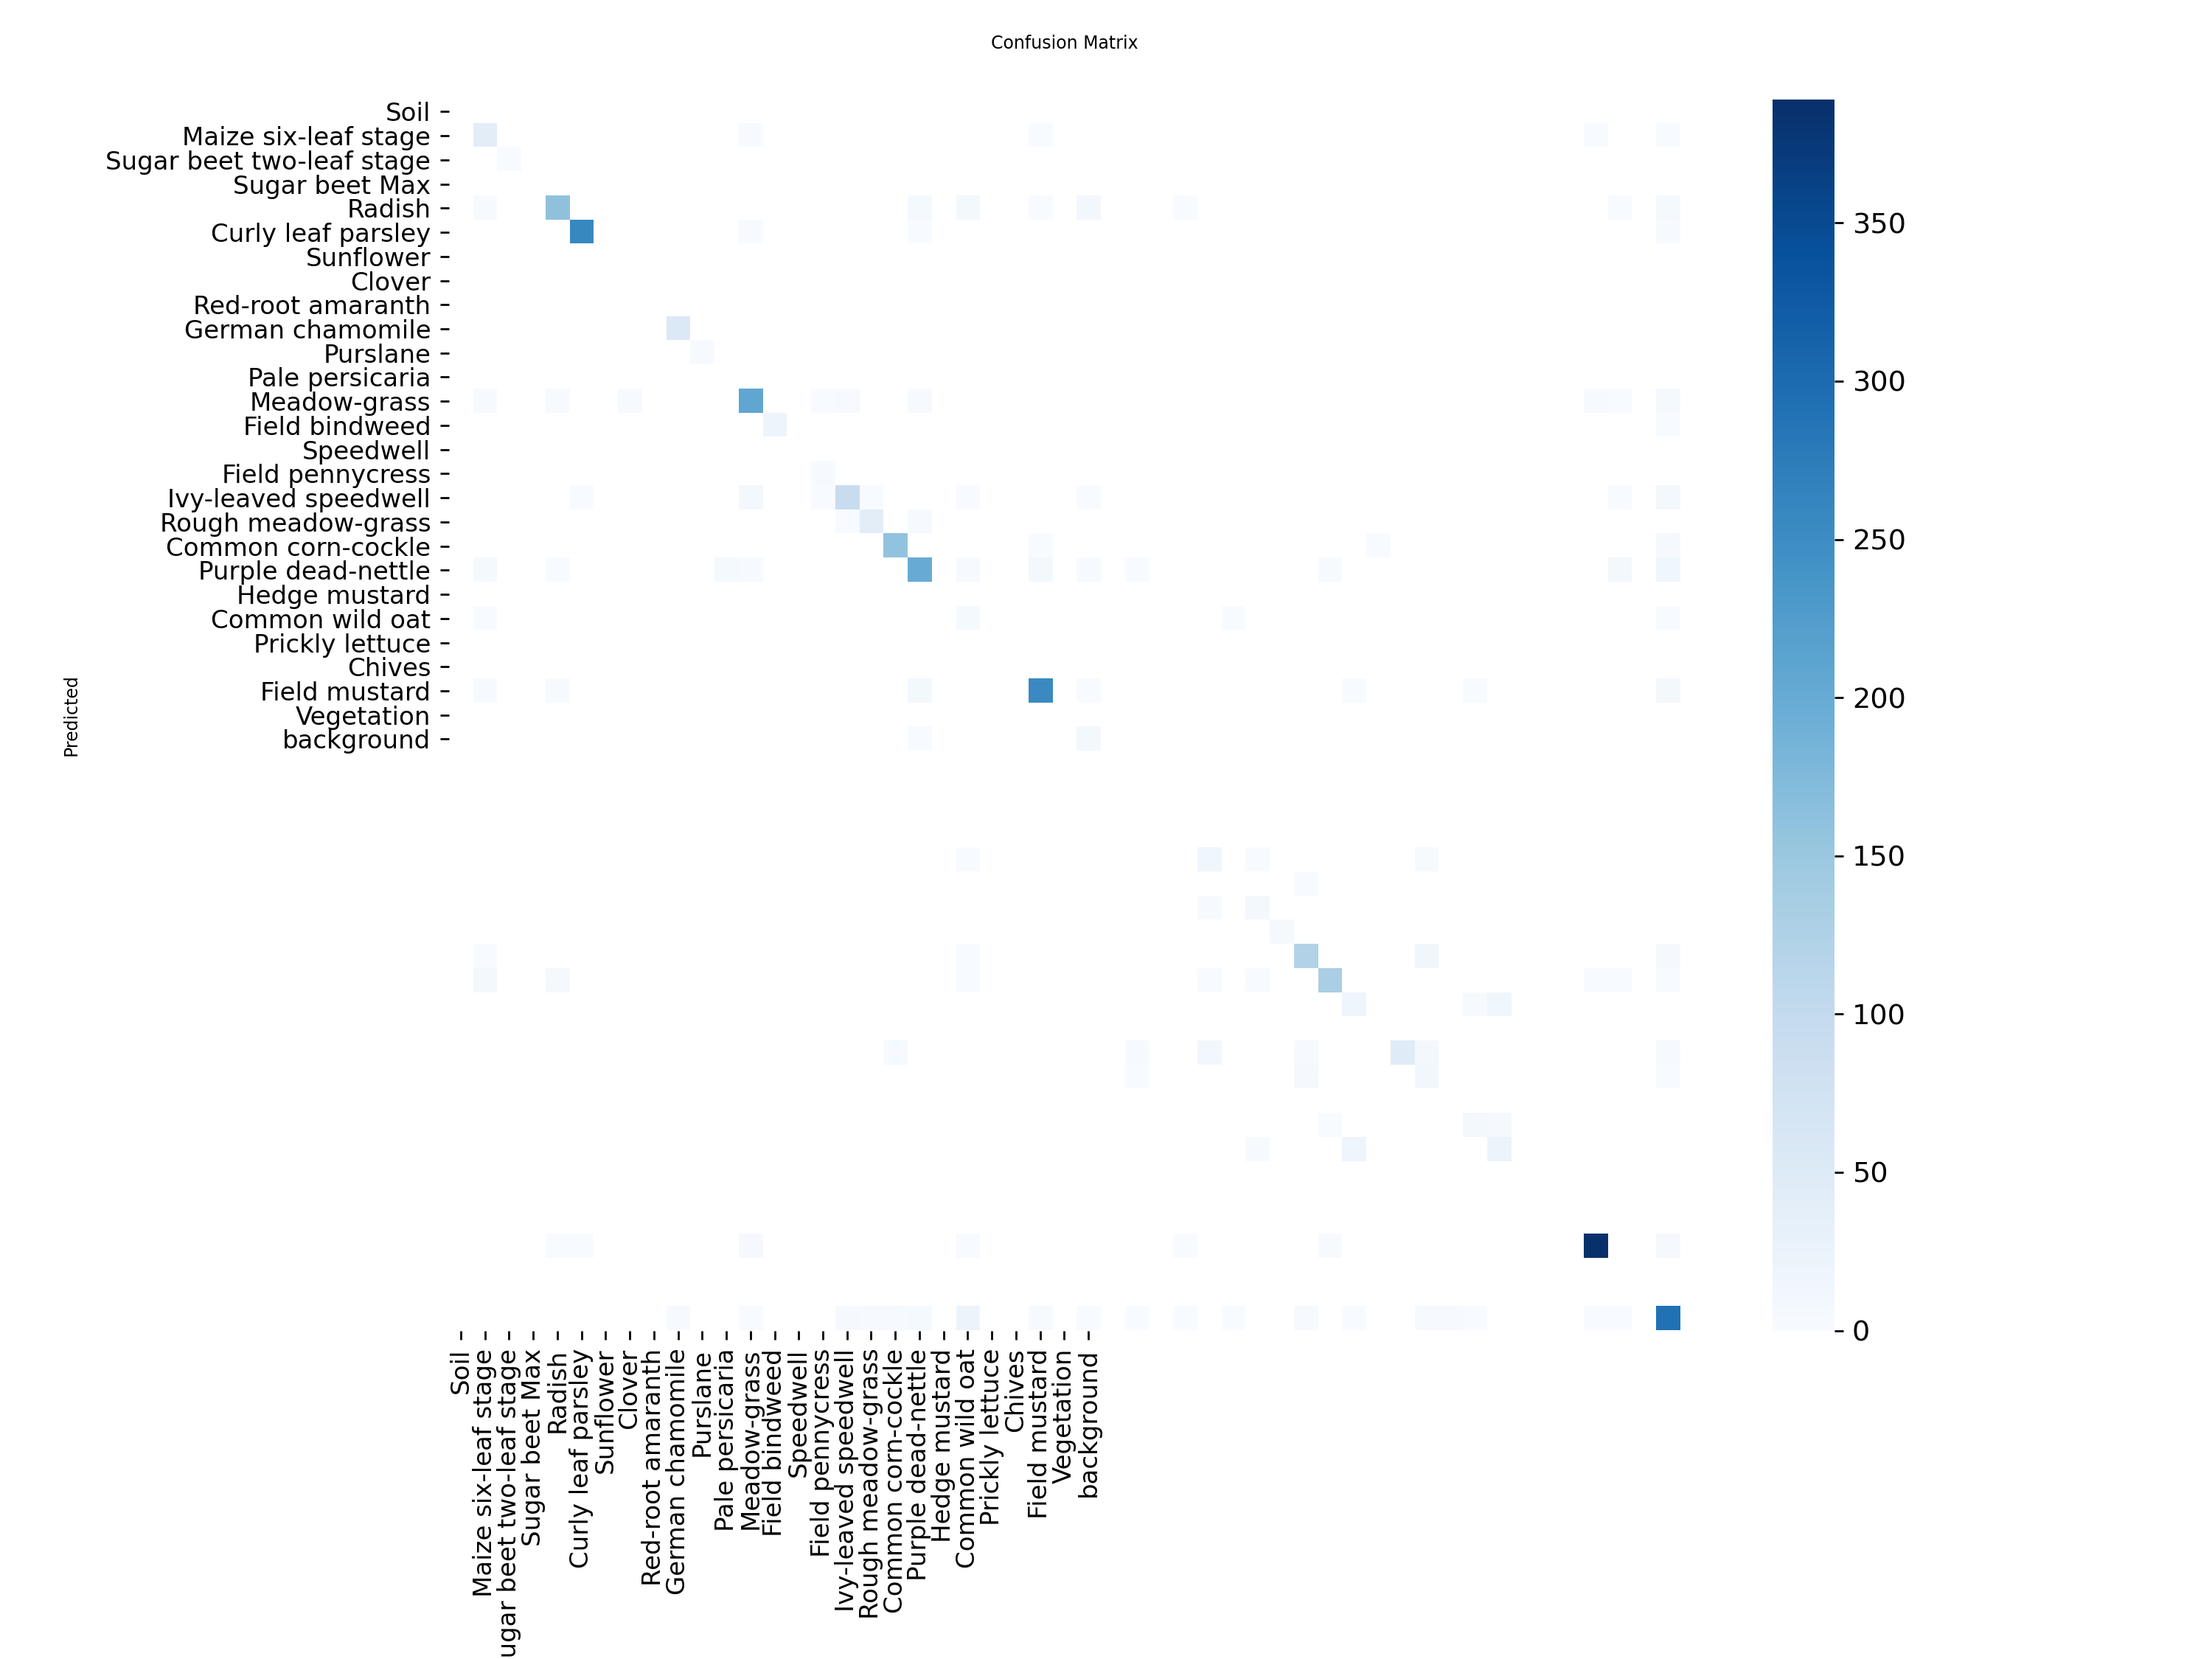 Confusion Matrix
Soil
Maize six-leaf stage
Sugar beet two-leaf stage
Sugar beet Max
Radish
Curly leaf parsley
Sunflower
Clover
Red-root amaranth
German chamomile
Purslane
Pale persicaria
Meadow-grass
Field bindweed
Speedwell
Field pennycress
Ivy-leaved speedwell
Rough meadow-grass
Common corn-cockle
Purple dead-nettle
Hedge mustard
Common wild oat
Prickly lettuce
Chives
Field mustard
Vegetation
background
Predicted
350
300
250
200
150
100
50
0
Soil
Maize six-leaf stage
ugar beet two-leaf stage
Sugar beet Max
Radish
Curly leaf parsley
Sunflower
Clover
Red-root amaranth
German chamomile
Purslane
Pale persicaria
Meadow-grass
Field bindweed
Speedwell
Field pennycress
Ivy-leaved speedwell
Rough meadow-grass
Common corn-cockle
Purple dead-nettle
Hedge mustard
Common wild oat
Prickly lettuce
Chives
Field mustard
Vegetation
background